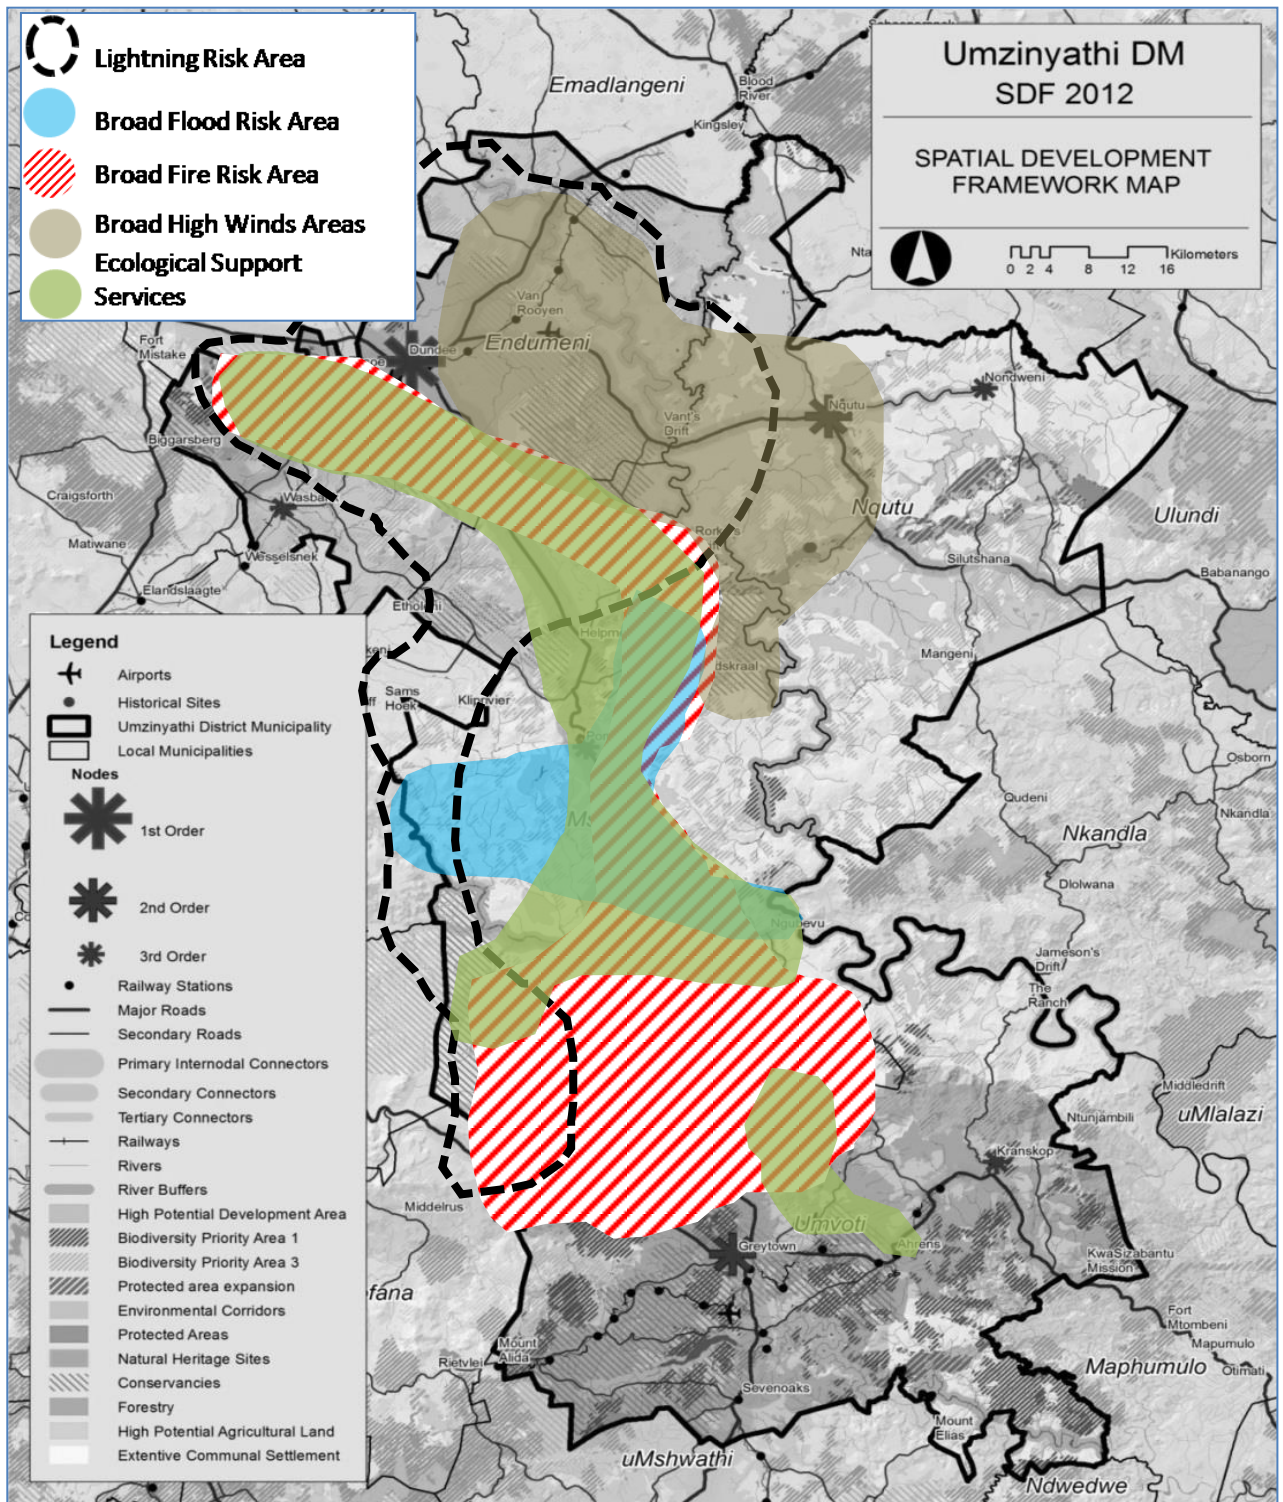 Lightning Risk Area
Broad Flood Risk Area
Broad Fire Risk Area
Broad High Winds Areas
Ecological Support
Services
Umzinyathi DM
SDF 2012
SPATIAL DEVELOPMENT
FRAMEWORK MAP
Kilometers
0 2 4 8 12 16
Emadlangeni
Blood
River
Kingsley
Van
Rooyen
Endumeni
Dundee
Fort
Mistake
Nondweni
Nqutu
Vant's
Drift
Biggarsberg
Craigsforth
Wasbank
Nqutu
Ulundi
Matiwane
Wesselsnek
Silutshana
Babanango
Elandslaagte
Mangeni
Sams
Hoek
Kliprivier
Osborn
Qudeni
Nkandla
Nkandla
Dlolwana
Ngubevu
Jameson's
Drift
The
Ranch
Middledrift
Ntunjambili
uMlalazi
Kranskop
Middelrus
Umvoti
Greytown
Ahrens
KwaSizabantu
Mission
Fort
Mtombeni
Mapumulo
Mount
Alida
Rietvlei
Maphumulo
Otimati
Sevenoaks
Mount
Elias
uMshwathi
Ndwedwe
Legend
Airports
Historical Sites
Umzinyathi District Municipality
Local Municipalities
Nodes
1st Order
2nd Order
3rd Order
Railway Stations
Major Roads
Secondary Roads
Primary Internodal Connectors
Secondary Connectors
Tertiary Connectors
Railways
Rivers
River Buffers
High Potential Development Area
Biodiversity Priority Area 1
Biodiversity Priority Area 3
Protected area expansion
Environmental Corridors
Protected Areas
Natural Heritage Sites
Conservancies
Forestry
High Potential Agricultural Land
Extentive Communal Settlement